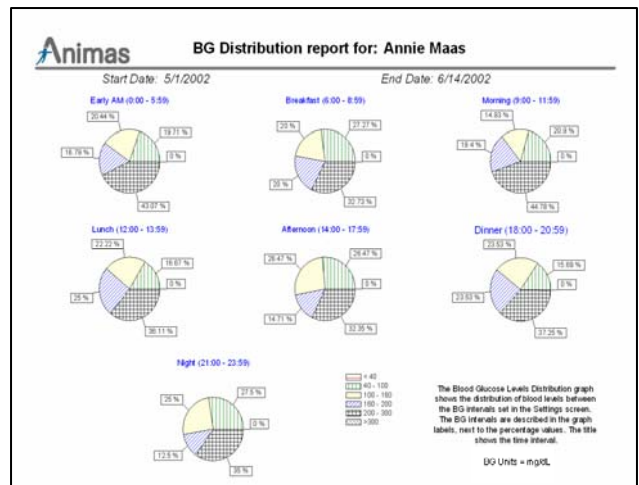 Animas
BG Distribution report for: Annie Maas
Start Date: 5/1/2002
End Date: 6/14/2002
Early AM (0:00 - 5:59)
20.44 %
19.71 %
0 %
16.79 %
43.07 %
Breakfast (6:00 - 8:59)
20 %
27.27 %
0 %
20 %
32.73 %
Morning (9:00 - 11:59)
14.93 %
20.9 %
0 %
19.4 %
44.78 %
Lunch (12:00 - 13:59)
22.22 %
16.67 %
0 %
25 %
36.11 %
Afternoon (14:00 - 17:59)
26.47 %
26.47 %
0 %
14.71 %
32.35 %
Dinner (18:00 - 20:59)
23.53 %
15.69 %
0 %
23.53 %
37.25 %
Night (21:00 - 23:59)
25 %
27.5 %
0 %
12.5 %
35 %
< 40
40 - 100
100 - 160
160 - 200
200 - 300
>300
The Blood Glucose Levels Distribution graph
shows the distribution of blood levels between
the BG intervals set in the Settings screen.
The BG intervals are described in the graph
labels, next to the percentage values. The title
shows the time interval.
BG Units = mg/dL